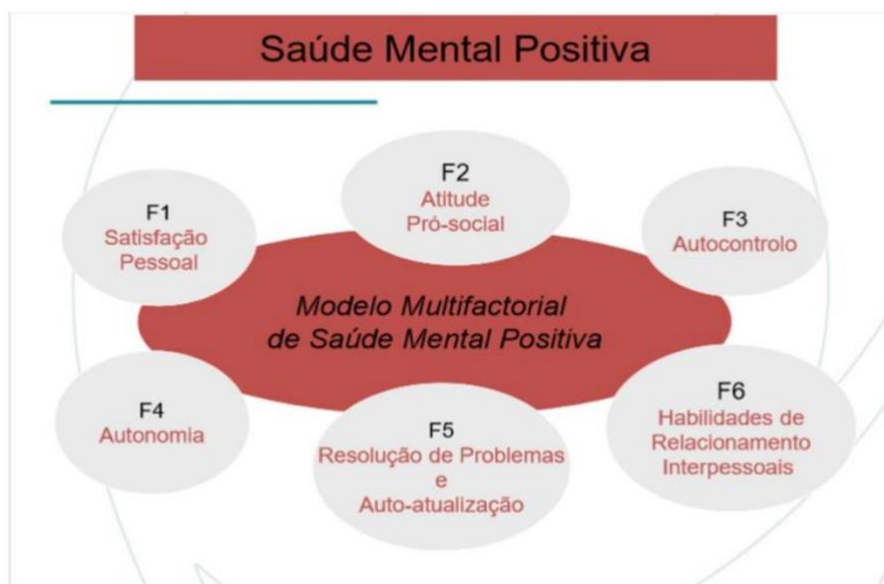 Saúde Mental Positiva
F1
Satisfação
Pessoal
F2
Atitude
Pró-social
F3
Autocontrolo
Modelo Multifactorial
de Saúde Mental Positiva
F4
Autonomia
F5
Resolução de Problemas
e
Auto-atualização
F6
Habilidades de
Relacionamento
Interpessoais